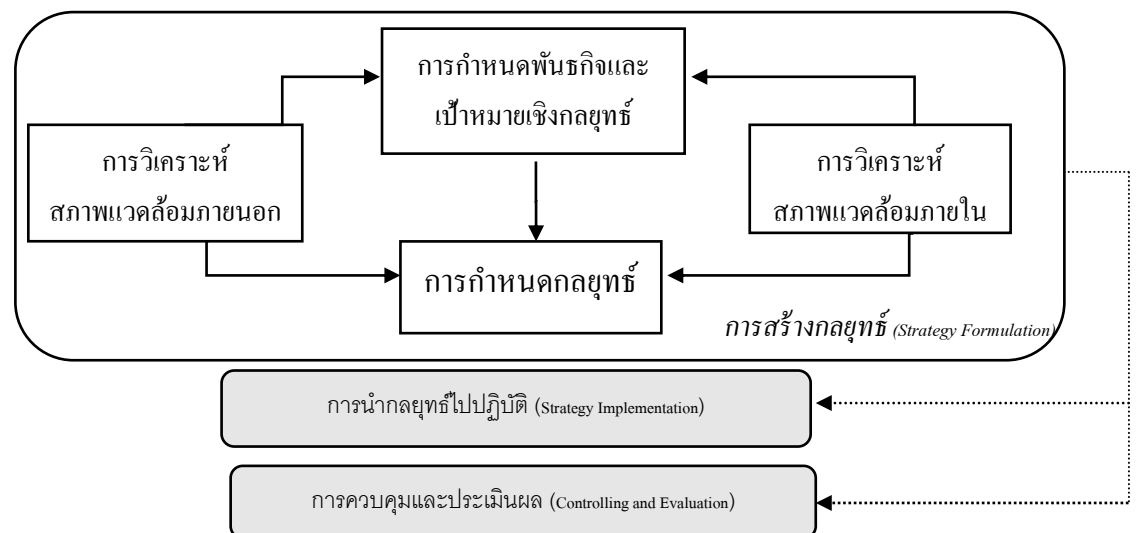 การกำหนดพันธกิจและ
เป้าหมายเชิงกลยุทธ์
การวิเคราะห์
สภาพแวดล้อมภายนอก
การวิเคราะห์
สภาพแวดล้อมภายใน
การกำหนดกลยุทธ์
การสร้างกลยุทธ์ (Strategy Formulation)
การนำกลยุทธ์ไปปฏิบัติ (Strategy Implementation)
การควบคุมและประเมินผล (Controlling and Evaluation)